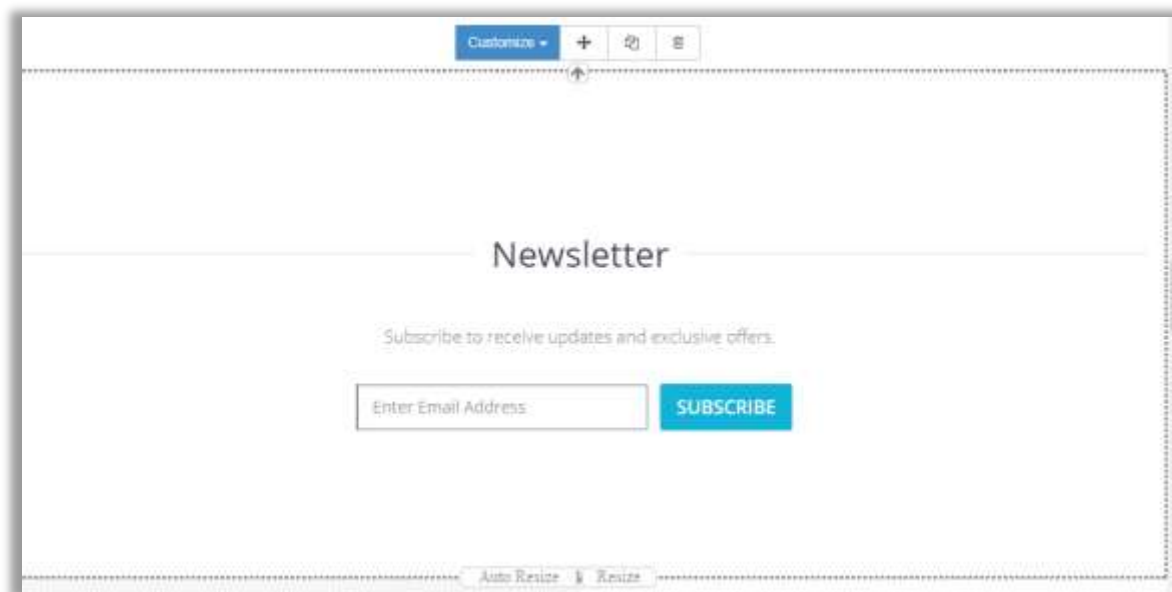 Customize
Newsletter
Subscribe to receive updates and exclusive offers.
Enter Email Address
SUBSCRIBE
Auto Resize
Resize